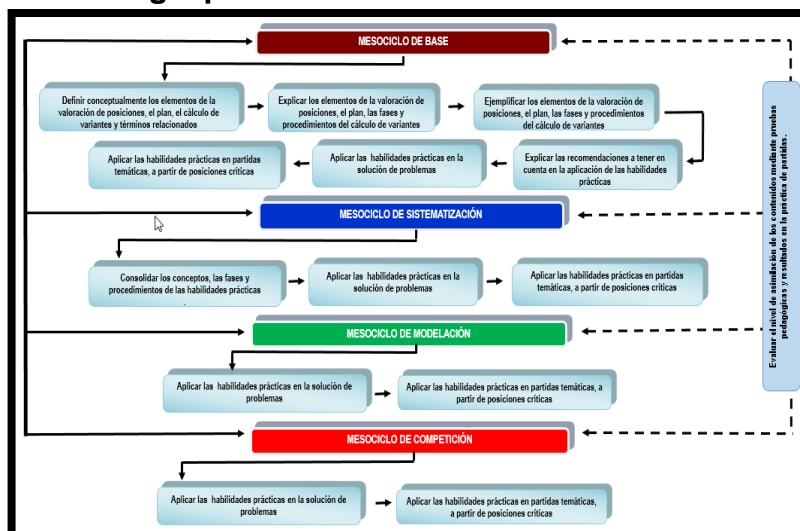 MESOCICLO DE BASE
Definir conceptualmente los elementos de la
valoración de posiciones, el plan, el cálculo de
variantes y términos relacionados
Explicar los elementos de la valoración de
posiciones, el plan, las fases y
procedimientos del cálculo de variantes
Ejemplificar los elementos de la valoración de
posiciones, el plan, las fases y procedimientos
del cálculo de variantes
Aplicar las habilidades prácticas en partidas
temáticas, a partir de posiciones críticas
Aplicar las habilidades prácticas en la
solución de problemas
Explicar las recomendaciones a tener en
cuenta en la aplicación de las habilidades
prácticas
MESOCICLO DE SISTEMATIZACIÓN
Consolidar los conceptos, las fases y
procedimientos de las habilidades prácticas
.
Aplicar las habilidades prácticas en la
solución de problemas
Aplicar las habilidades prácticas en partidas
temáticas, a partir de posiciones críticas
MESOCICLO DE MODELACIÓN
Aplicar las habilidades prácticas en la solución de
problemas
Aplicar las habilidades prácticas en partidas temáticas, a
partir de posiciones críticas
MESOCICLO DE COMPETICIÓN
Aplicar las habilidades prácticas en la solución de
problemas
Aplicar las habilidades prácticas en partidas temáticas,
a partir de posiciones críticas
Evaluar el nivel de asimilación de los contenidos mediante pruebas
pedagógicas y resultados en la práctica de partidas.